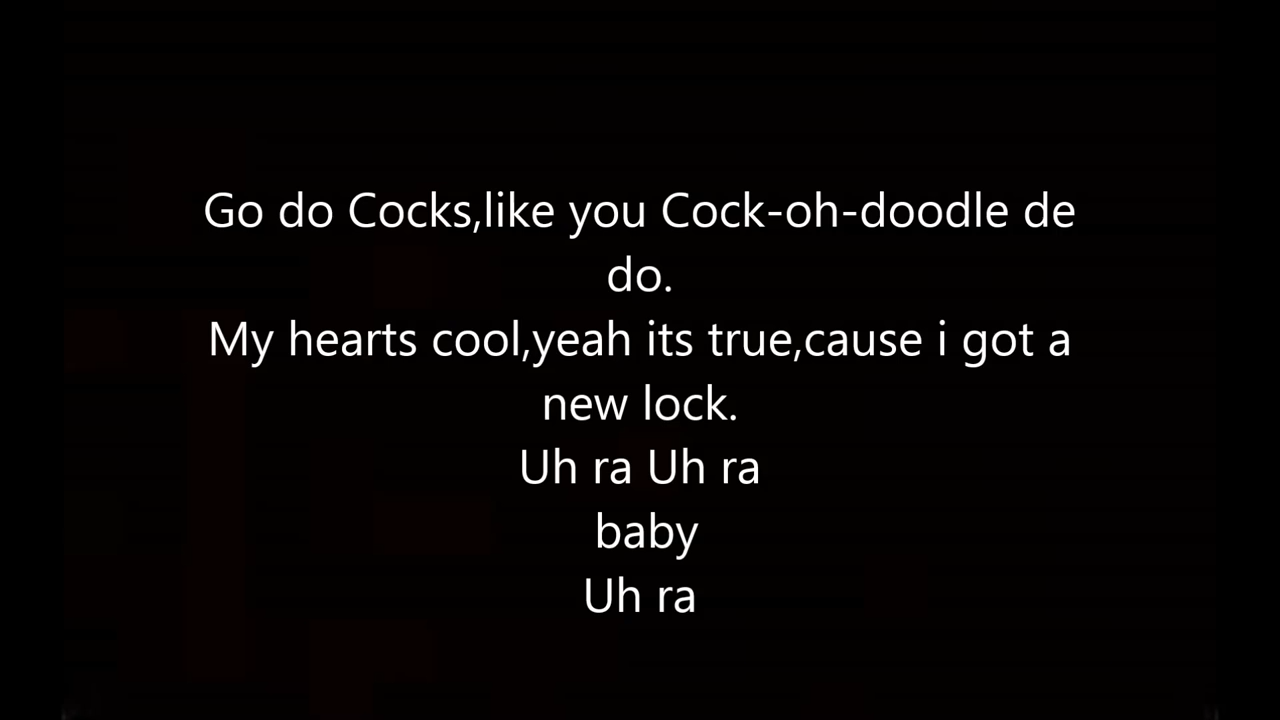 Go do Cocks,like you Cock-oh-doodle de
do.
My hearts cool,yeah its true,cause i got a
new lock.
Uh ra Uh ra
baby
Uh ra